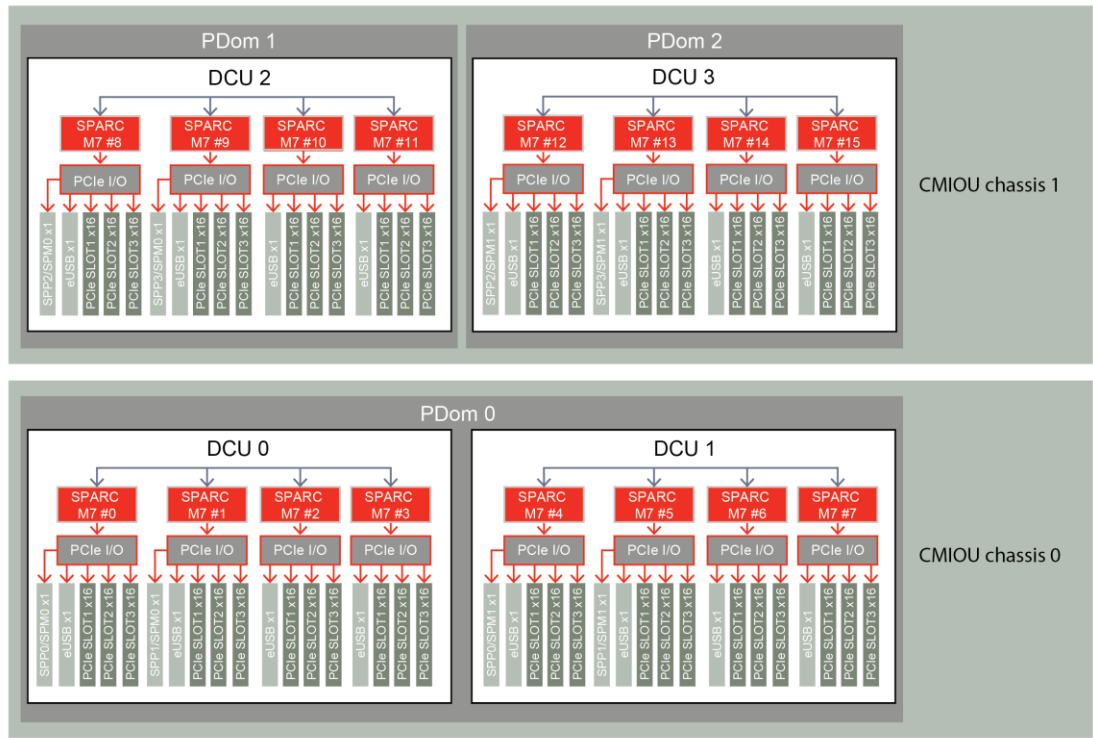 PDom 1
DCU 2
SPARC
M7 #8
SPARC
M7 #9
SPARC
M7 #10
SPARC
M7 #11
PCIe I/O
PCIe I/O
PCIe I/O
PCIe I/O
SPP2/SPM0 x1
eUSB x1
PCIe SLOT1 x16
PCIe SLOT2 x16
PCIe SLOT3 x16
SPP3/SPM0 x1
eUSB x1
PCIe SLOT1 x16
PCIe SLOT2 x16
PCIe SLOT3 x16
eUSB x1
PCIe SLOT1 x16
PCIe SLOT2 x16
PCIe SLOT3 x16
eUSB x1
PCIe SLOT1 x16
PCIe SLOT2 x16
PCIe SLOT3 x16
PDom 2
DCU 3
SPARC
M7 #12
SPARC
M7 #13
SPARC
M7 #14
SPARC
M7 #15
PCIe I/O
PCIe I/O
PCIe I/O
PCIe I/O
SPP2/SPM1 x1
eUSB x1
PCIe SLOT1 x16
PCIe SLOT2 x16
PCIe SLOT3 x16
SPP3/SPM1 x1
eUSB x1
PCIe SLOT1 x16
PCIe SLOT2 x16
PCIe SLOT3 x16
eUSB x1
PCIe SLOT1 x16
PCIe SLOT2 x16
PCIe SLOT3 x16
eUSB x1
PCIe SLOT1 x16
PCIe SLOT2 x16
PCIe SLOT3 x16
CMIOU chassis 1
PDom 0
DCU 0
SPARC
M7 #0
SPARC
M7 #1
SPARC
M7 #2
SPARC
M7 #3
PCIe I/O
PCIe I/O
PCIe I/O
PCIe I/O
SPP0/SPM0 x1
eUSB x1
PCIe SLOT1 x16
PCIe SLOT2 x16
PCIe SLOT3 x16
SPP1/SPM0 x1
eUSB x1
PCIe SLOT1 x16
PCIe SLOT2 x16
PCIe SLOT3 x16
eUSB x1
PCIe SLOT1 x16
PCIe SLOT2 x16
PCIe SLOT3 x16
eUSB x1
PCIe SLOT1 x16
PCIe SLOT2 x16
PCIe SLOT3 x16
DCU 1
SPARC
M7 #4
SPARC
M7 #5
SPARC
M7 #6
SPARC
M7 #7
PCIe I/O
PCIe I/O
PCIe I/O
PCIe I/O
SPP0/SPM1 x1
eUSB x1
PCIe SLOT1 x16
PCIe SLOT2 x16
PCIe SLOT3 x16
SPP1/SPM1 x1
eUSB x1
PCIe SLOT1 x16
PCIe SLOT2 x16
PCIe SLOT3 x16
eUSB x1
PCIe SLOT1 x16
PCIe SLOT2 x16
PCIe SLOT3 x16
eUSB x1
PCIe SLOT1 x16
PCIe SLOT2 x16
PCIe SLOT3 x16
CMIOU chassis 0